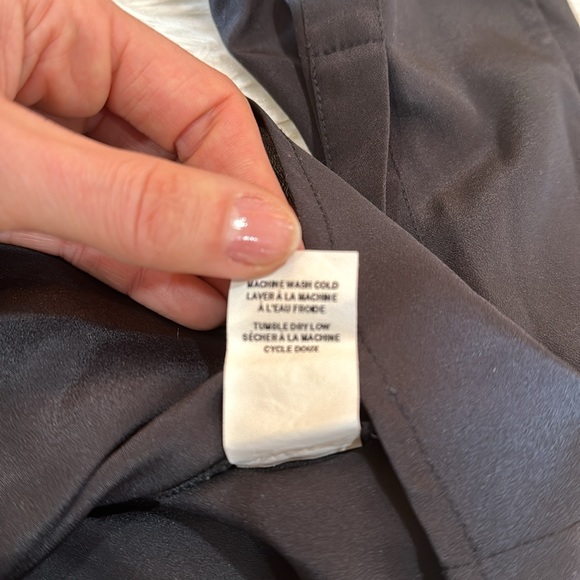 MACHINE WASH COLD
LAVER À LA MACHINE
À L'EAU FROIDE
TUMBLE DRY LOW
SÉCHER À LA MACHINE
CYCLE DOUX